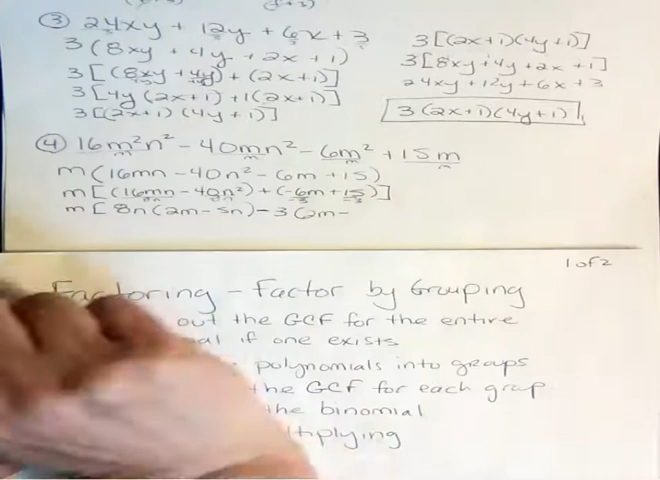 (3+3)
③ 24xy + 12y + 6x + 3
3(8xy + 4y + 2x + 1)
3[(8xy + 4y) + (2x+1)]
3[4y(2x+1) + 1(2x+1)]
3[(2x+1)(4y+1)]
3[(2x+1)(4y+1)]
3[8xy+4y+2x+1]
24xy+12y+6x+3
3(2x+1)(4y+1)
④ 16m²n² - 40mn² - 6m² + 15m
m(16mn - 40n² - 6m + 15)
m[(16mn - 40n²) + (-6m + 15)]
m[8n(2m - 5n) - 3(2m -
1 of 2
Factoring - Factor by Grouping
out the GCF for the entire
if one exists
polynomials into groups
the GCF for each group
the binomial